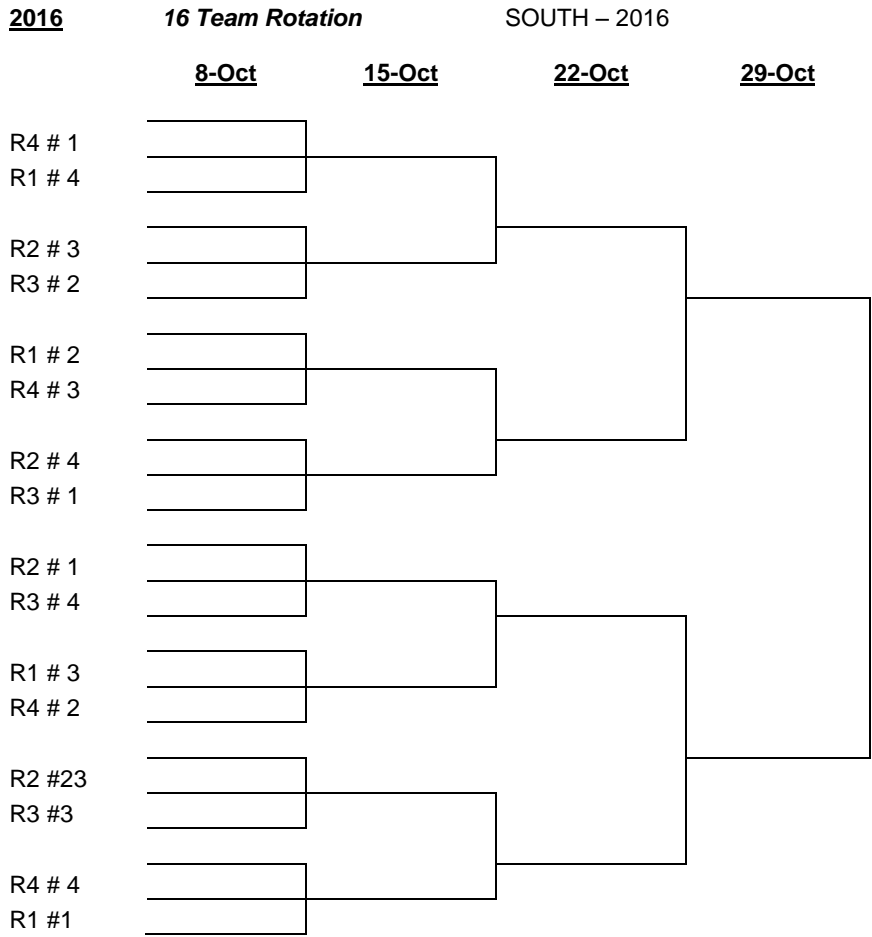 2016 16 Team Rotation SOUTH – 2016
8-Oct 15-Oct 22-Oct 29-Oct
R4 # 1
R1 # 4
R2 # 3
R3 # 2
R1 # 2
R4 # 3
R2 # 4
R3 # 1
R2 # 1
R3 # 4
R1 # 3
R4 # 2
R2 #23
R3 #3
R4 # 4
R1 #1